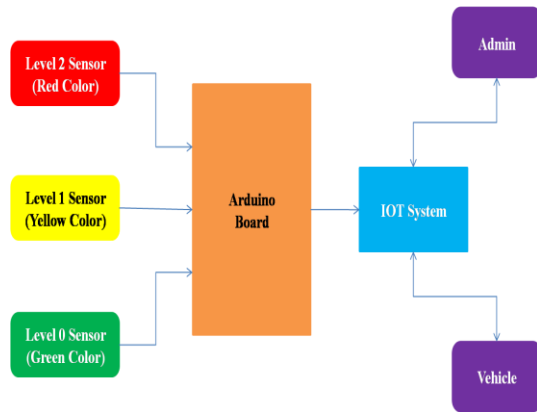 Level 2 Sensor
(Red Color)
Level 1 Sensor
(Yellow Color)
Level 0 Sensor
(Green Color)
Arduino
Board
IOT System
Admin
Vehicle